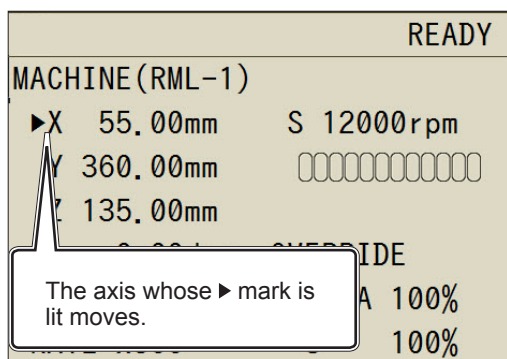 READY
MACHINE(RML-1)
▶X 55.00mm S 12000rpm
Y 360.00mm
Z 135.00mm
The axis whose ▶ mark is
lit moves.
A 100%
100%